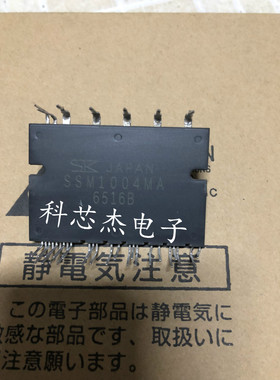 SK JAPAN
SSM1004MA
6516B
科芯杰电子
静電気注意
この電子部品は静電気に
敏感な部品です、取扱いに
に注意願います。
N
C